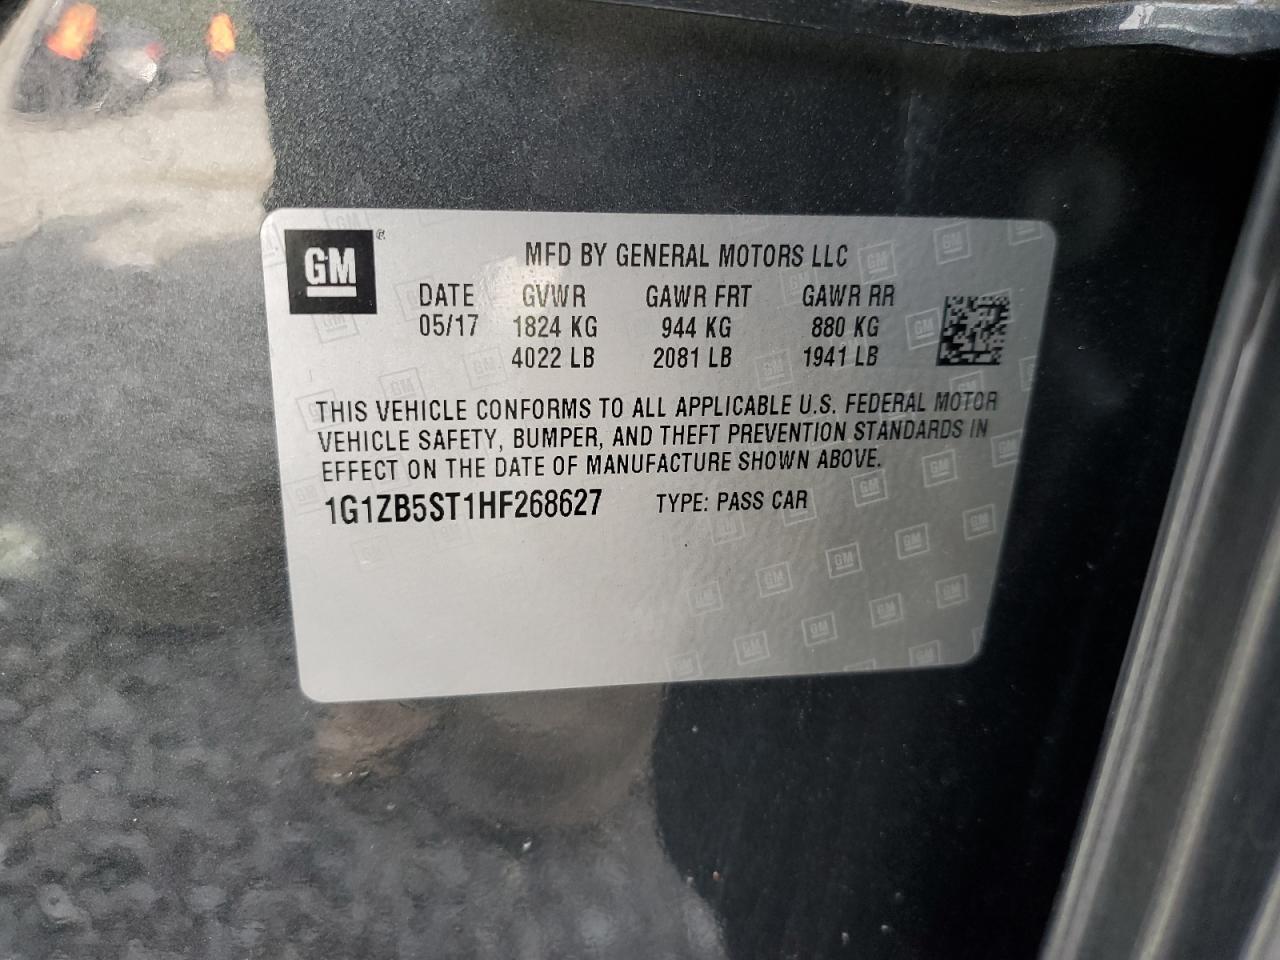 GM
MFD BY GENERAL MOTORS LLC
DATE GVWR GAWR FRT GAWR RR
05/17 1824 KG 944 KG 880 KG
4022 LB 2081 LB 1941 LB
THIS VEHICLE CONFORMS TO ALL APPLICABLE U.S. FEDERAL MOTOR
VEHICLE SAFETY, BUMPER, AND THEFT PREVENTION STANDARDS IN
EFFECT ON THE DATE OF MANUFACTURE SHOWN ABOVE.
1G1ZB5ST1HF268627 TYPE: PASS CAR